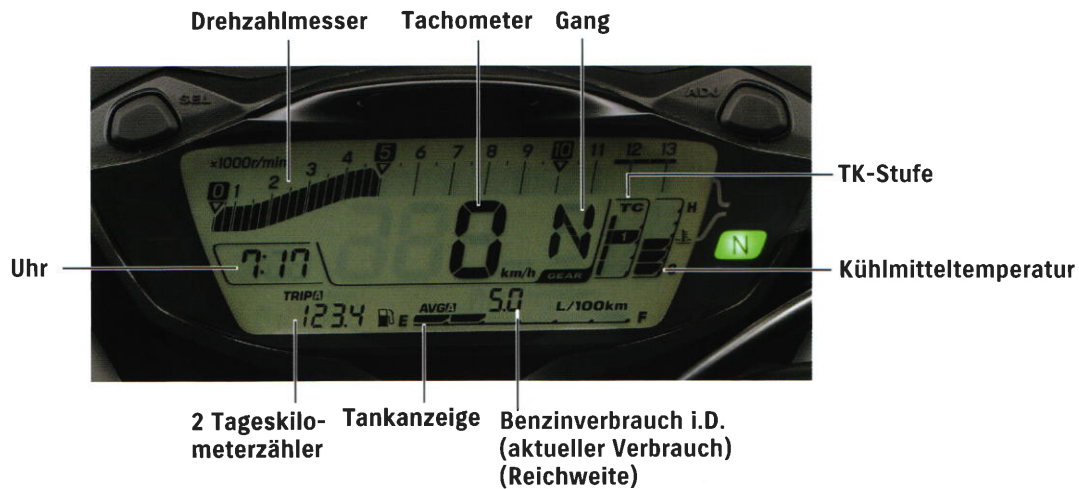 Drehzahlmesser Tachometer Gang
SEL ADJ
x1000r/min 0 1 2 3 4 5 6 7 8 9 10 11 12 13
TK-Stufe
TC H
1
N
0 km/h N GEAR
C
Uhr
7:17
Kühlmitteltemperatur
TRIP A 123.4
E AVG A 5.0 L/100km F
2 Tageskilo-
meterzähler
Tankanzeige
Benzinverbrauch i.D.
(aktueller Verbrauch)
(Reichweite)